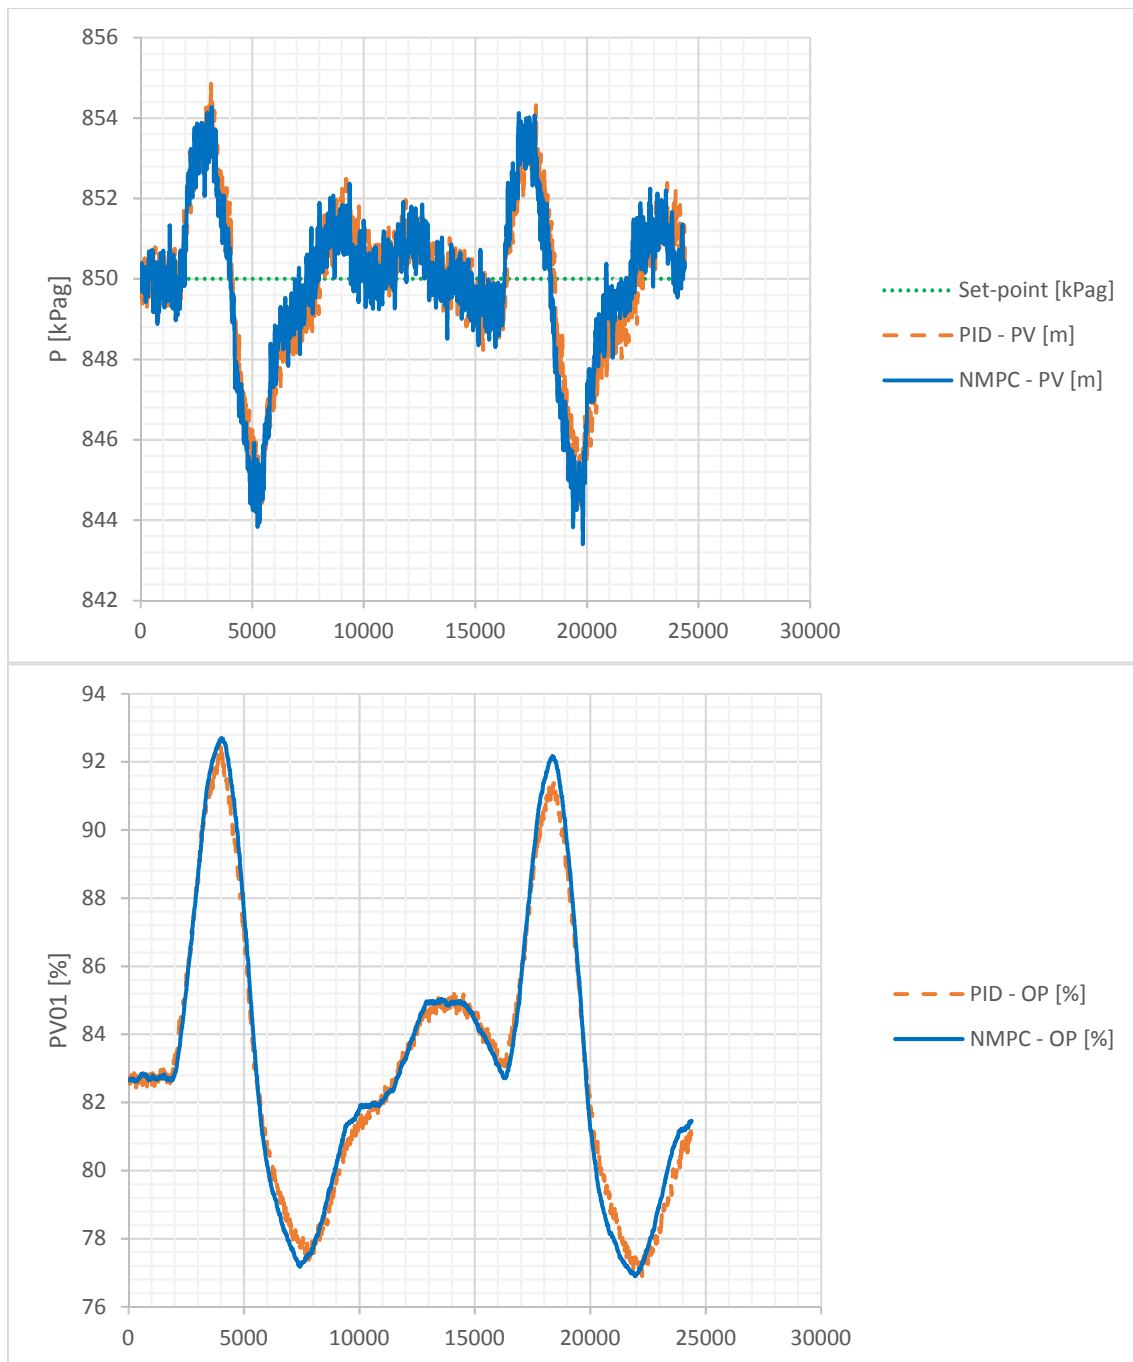 856
854
852
850
848
846
844
842
P [kPag]
0 5000 10000 15000 20000 25000 30000
Set-point [kPag]
PID - PV [m]
NMPC - PV [m]
94
92
90
88
86
84
82
80
78
76
PV01 [%]
0 5000 10000 15000 20000 25000 30000
PID - OP [%]
NMPC - OP [%]